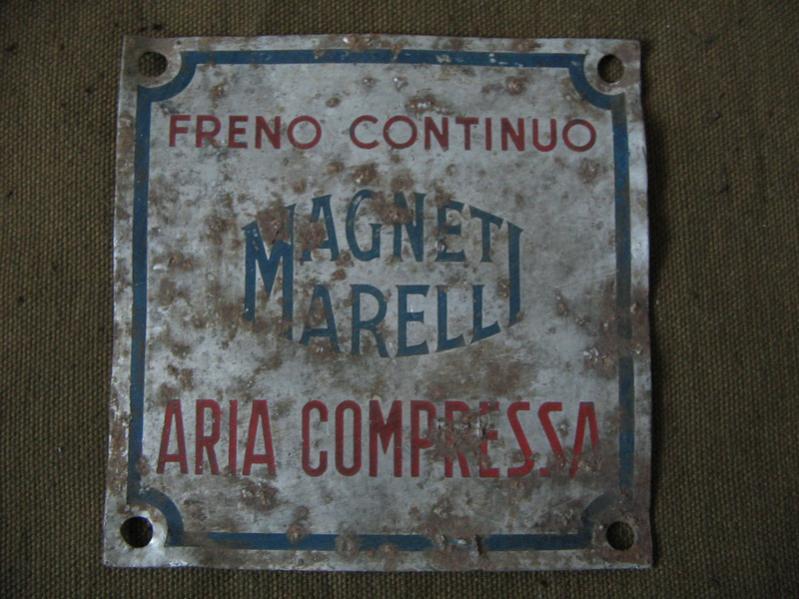 FRENO CONTINUO
MAGNETI
MARELLI
ARIA COMPRESSA